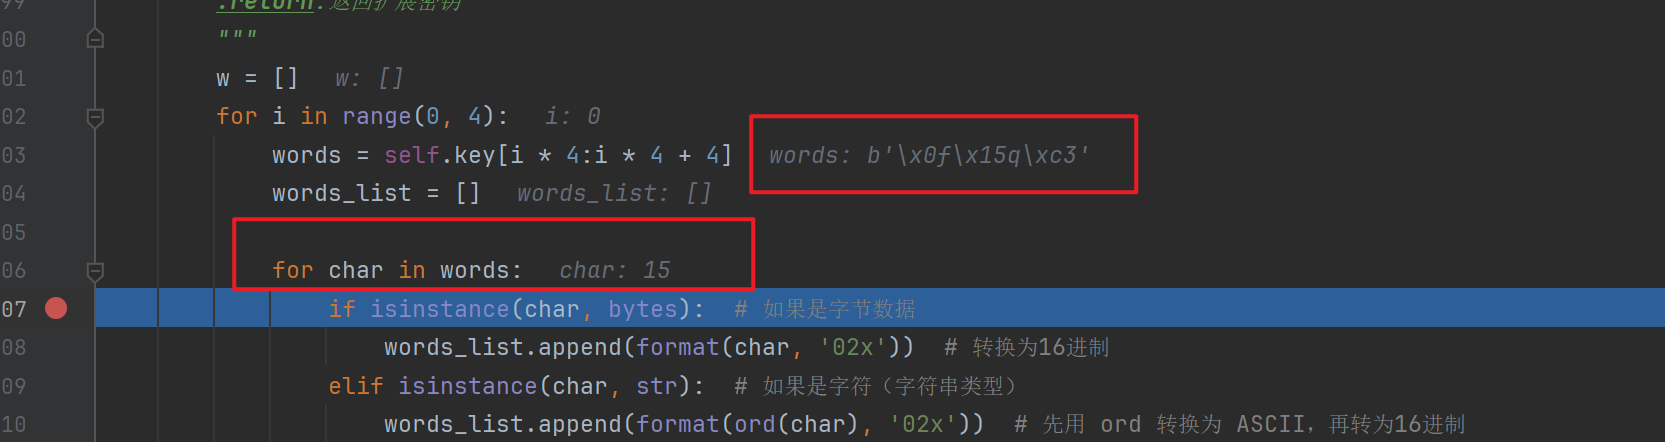 99 :return:返回扩展密钥
00 """
01 w = [] w: []
02 for i in range(0, 4): i: 0
03 words = self.key[i * 4:i * 4 + 4] words: b'\x0f\x15q\xc3'
04 words_list = [] words_list: []
05
06 for char in words: char: 15
07 if isinstance(char, bytes): # 如果是字节数据
08 words_list.append(format(char, '02x')) # 转换为16进制
09 elif isinstance(char, str): # 如果是字符（字符串类型）
10 words_list.append(format(ord(char), '02x')) # 先用 ord 转换为 ASCII，再转为16进制